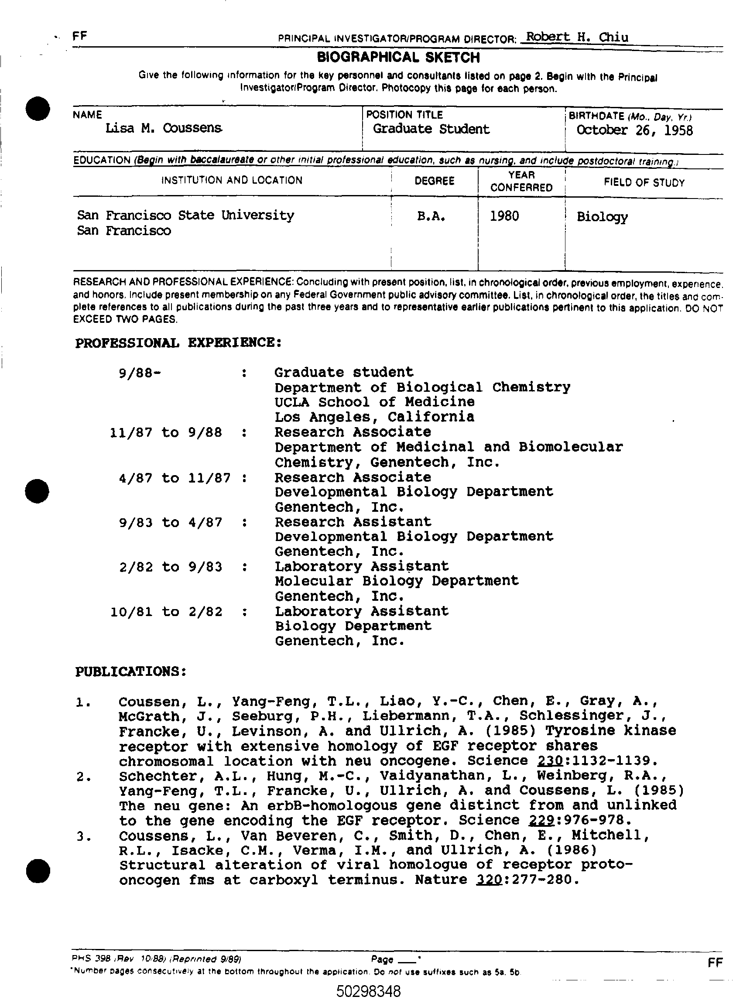 FF
PRINCIPAL INVESTIGATOR/PROGRAM DIRECTOR: Robert H. Chiu
BIOGRAPHICAL SKETCH
Give the following information for the key personnel and consultants listed on page 2. Begin with the Principal
Investigator/Program Director. Photocopy this page for each person.
NAME POSITION TITLE BIRTHDATE (Mo., Day, Yr.)
Lisa M. Coussens Graduate Student October 26, 1958
EDUCATION (Begin with baccalaureate or other initial professional education, such as nursing, and include postdoctoral training.)
INSTITUTION AND LOCATION DEGREE YEAR CONFERRED FIELD OF STUDY
San Francisco State University B.A. 1980 Biology
San Francisco
RESEARCH AND PROFESSIONAL EXPERIENCE: Concluding with present position, list, in chronological order, previous employment, experience,
and honors. Include present membership on any Federal Government public advisory committee. List, in chronological order, the titles and com-
plete references to all publications during the past three years and to representative earlier publications pertinent to this application. DO NOT
EXCEED TWO PAGES.
PROFESSIONAL EXPERIENCE:
9/88- : Graduate student
Department of Biological Chemistry
UCLA School of Medicine
Los Angeles, California
11/87 to 9/88 : Research Associate
Department of Medicinal and Biomolecular
Chemistry, Genentech, Inc.
4/87 to 11/87 : Research Associate
Developmental Biology Department
Genentech, Inc.
9/83 to 4/87 : Research Assistant
Developmental Biology Department
Genentech, Inc.
2/82 to 9/83 : Laboratory Assistant
Molecular Biology Department
Genentech, Inc.
10/81 to 2/82 : Laboratory Assistant
Biology Department
Genentech, Inc.
PUBLICATIONS:
1. Coussen, L., Yang-Feng, T.L., Liao, Y.-C., Chen, E., Gray, A.,
McGrath, J., Seeburg, P.H., Liebermann, T.A., Schlessinger, J.,
Francke, U., Levinson, A. and Ullrich, A. (1985) Tyrosine kinase
receptor with extensive homology of EGF receptor shares
chromosomal location with neu oncogene. Science 230:1132-1139.
2. Schechter, A.L., Hung, M.-C., Vaidyanathan, L., Weinberg, R.A.,
Yang-Feng, T.L., Francke, U., Ullrich, A. and Coussens, L. (1985)
The neu gene: An erbB-homologous gene distinct from and unlinked
to the gene encoding the EGF receptor. Science 229:976-978.
3. Coussens, L., Van Beveren, C., Smith, D., Chen, E., Mitchell,
R.L., Isacke, C.M., Verma, I.M., and Ullrich, A. (1986)
Structural alteration of viral homologue of receptor proto-
oncogen fms at carboxyl terminus. Nature 320:277-280.
PHS 398 (Rev. 10/88) (Reprinted 9/89) Page ___* FF
*Number pages consecutively at the bottom throughout the application. Do not use suffixes such as 5a, 5b.
50298348